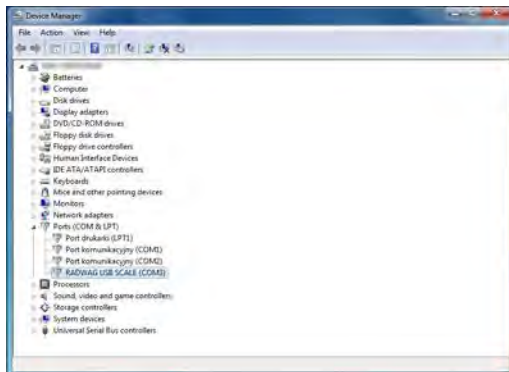 Device Manager
File Action View Help
Batteries
Computer
Disk drives
Display adapters
DVD/CD-ROM drives
Floppy disk drives
Floppy drive controllers
Human Interface Devices
IDE ATA/ATAPI controllers
Keyboards
Mice and other pointing devices
Monitors
Network adapters
Ports (COM & LPT)
Port drukarki (LPT1)
Port komunikacyjny (COM1)
Port komunikacyjny (COM2)
RADWAG USB SCALE (COM3)
Processors
Sound, video and game controllers
Storage controllers
System devices
Universal Serial Bus controllers